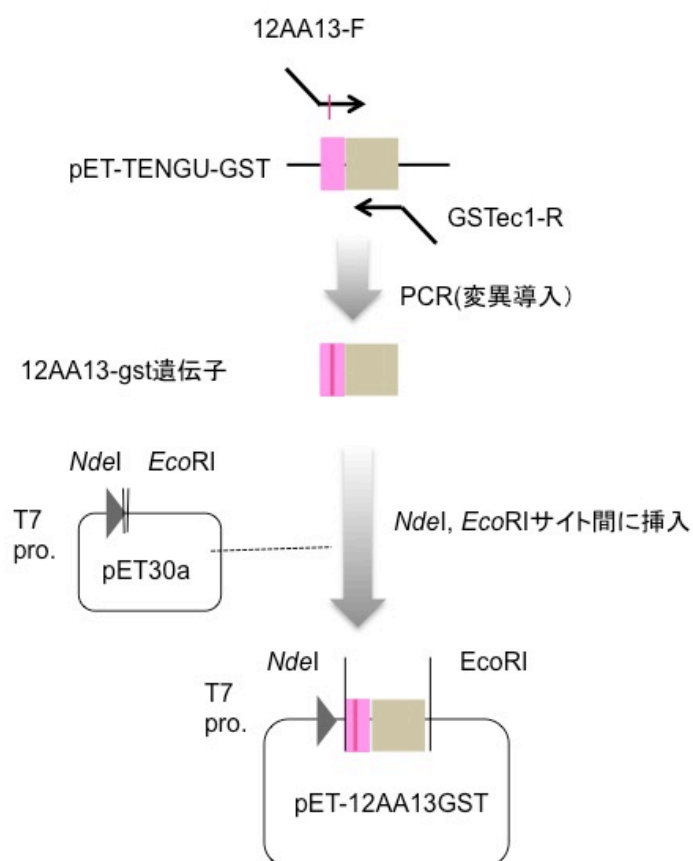 12AA13-F
pET-TENGU-GST
GSTec1-R
PCR(変異導入）
12AA13-gst遺伝子
NdeI EcoRI
T7
pro.
pET30a
NdeI, EcoRIサイト間に挿入
NdeI EcoRI
T7
pro.
pET-12AA13GST